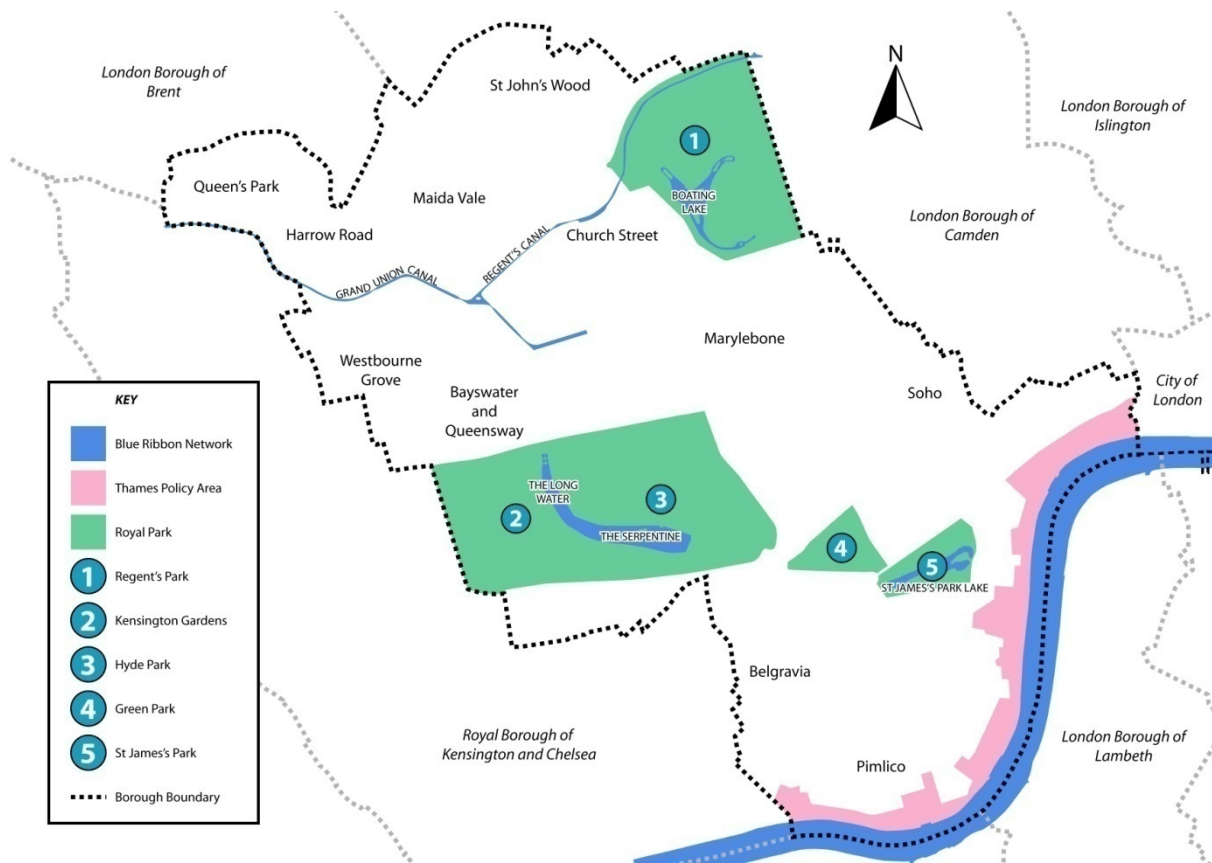 London Borough of
Brent
St John's Wood
N
London Borough of
Islington
1
Queen's Park
Maida Vale
BOATING
LAKE
London Borough of
Camden
Harrow Road
Church Street
REGENT'S CANAL
GRAND UNION CANAL
Marylebone
Westbourne
Grove
Soho
City of
London
Bayswater
and
Queensway
THE LONG
WATER
2
3
THE SERPENTINE
4
5
ST JAMES'S PARK LAKE
Belgravia
Royal Borough of
Kensington and Chelsea
London Borough of
Lambeth
Pimlico
KEY
Blue Ribbon Network
Thames Policy Area
Royal Park
1 Regent's Park
2 Kensington Gardens
3 Hyde Park
4 Green Park
5 St James's Park
Borough Boundary